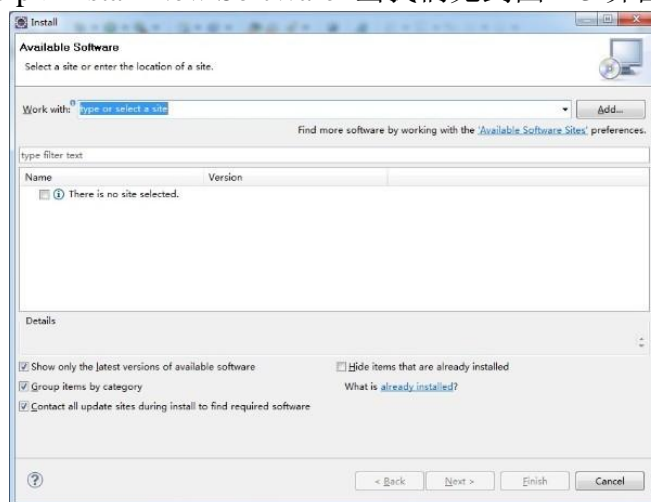 Install
Available Software
Select a site or enter the location of a site.
Work with: type or select a site Add...
Find more software by working with the 'Available Software Sites' preferences.
type filter text
Name Version
There is no site selected.
Details
Show only the latest versions of available software Hide items that are already installed
Group items by category What is already installed?
Contact all update sites during install to find required software
< Back Next > Finish Cancel